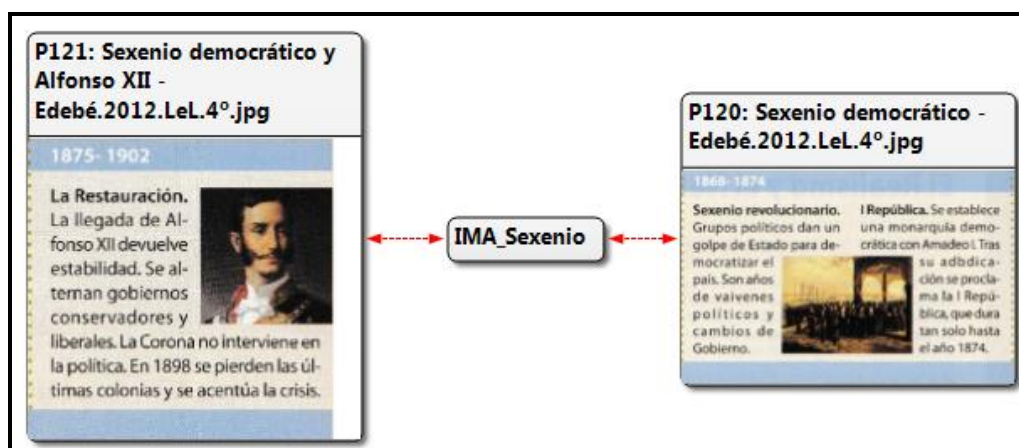 P121: Sexenio democrático y
Alfonso XII -
Edebé.2012.LeL.4º.jpg
1875- 1902
La Restauración.
La llegada de Al-
fonso XII devuelve
estabilidad. Se al-
ternan gobiernos
conservadores y
liberales. La Corona no interviene en
la política. En 1898 se pierden las úl-
timas colonias y se acentúa la crisis.
IMA_Sexenio
P120: Sexenio democrático -
Edebé.2012.LeL.4º.jpg
1868- 1874
Sexenio revolucionario.
Grupos políticos dan un
golpe de Estado para de-
mocratizar el
país. Son años
de vaivenes
políticos y
cambios de
Gobierno.
I República. Se establece
una monarquía demo-
crática con Amadeo I. Tras
su adbdica-
ción se procla-
ma la I Repú-
blica, que dura
tan solo hasta
el año 1874.